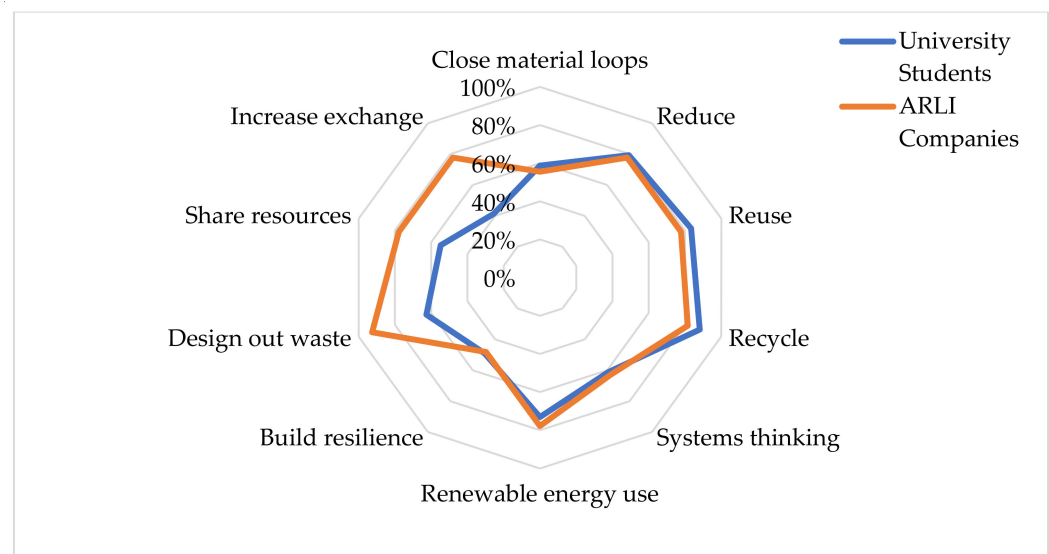 University
Students
ARLI
Companies
Close material loops
100%
80%
60%
40%
20%
0%
Increase exchange
Reduce
Share resources
Reuse
Design out waste
Recycle
Build resilience
Systems thinking
Renewable energy use